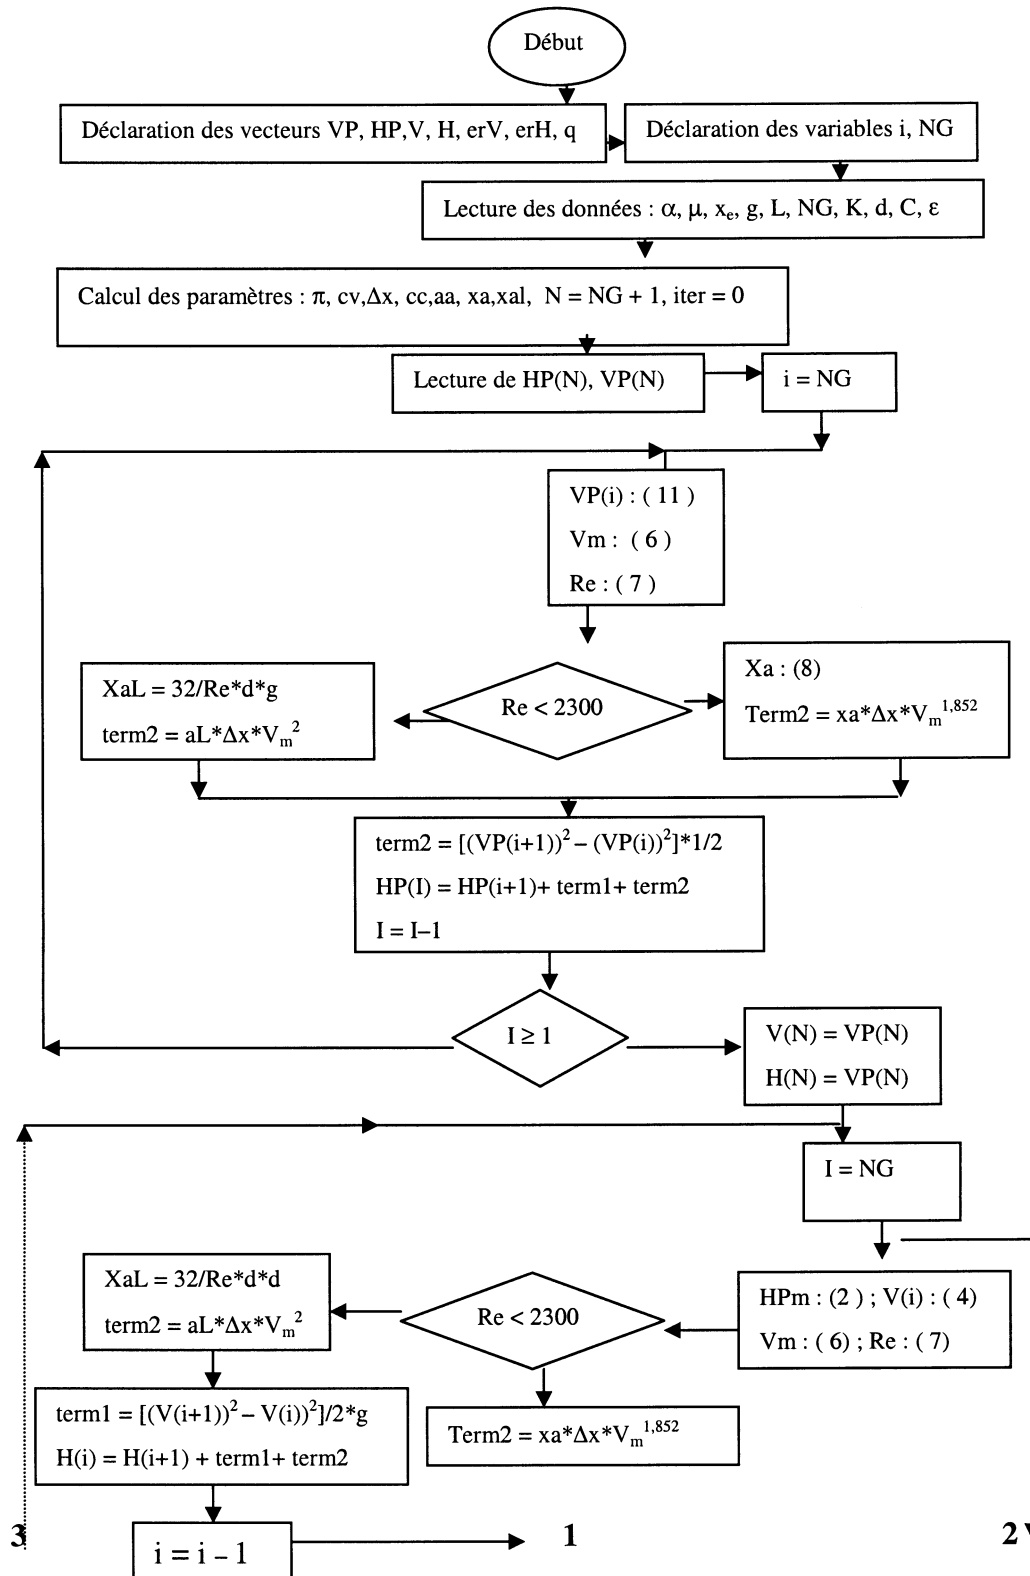 Début
Déclaration des vecteurs VP, HP,V, H, erV, erH, q
Déclaration des variables i, NG
Lecture des données : α, μ, xₑ, g, L, NG, K, d, C, ε
Calcul des paramètres : π, cv,Δx, cc,aa, xa,xal, N = NG + 1, iter = 0
Lecture de HP(N), VP(N)
i = NG
VP(i) : ( 11 )
Vm : ( 6 )
Re : ( 7 )
XaL = 32/Re*d*g
term2 = aL*Δx*Vm²
Re < 2300
Xa : (8)
Term2 = xa*Δx*Vm^1,852
term2 = [(VP(i+1))² – (VP(i))²]*1/2
HP(I) = HP(i+1)+ term1+ term2
I = I–1
I ≥ 1
V(N) = VP(N)
H(N) = VP(N)
I = NG
XaL = 32/Re*d*d
term2 = aL*Δx*Vm²
Re < 2300
HPm : (2 ) ; V(i) : ( 4)
Vm : ( 6) ; Re : ( 7)
term1 = [(V(i+1))² – V(i))²]/2*g
H(i) = H(i+1) + term1+ term2
Term2 = xa*Δx*Vm^1,852
3
i = i – 1
1
2